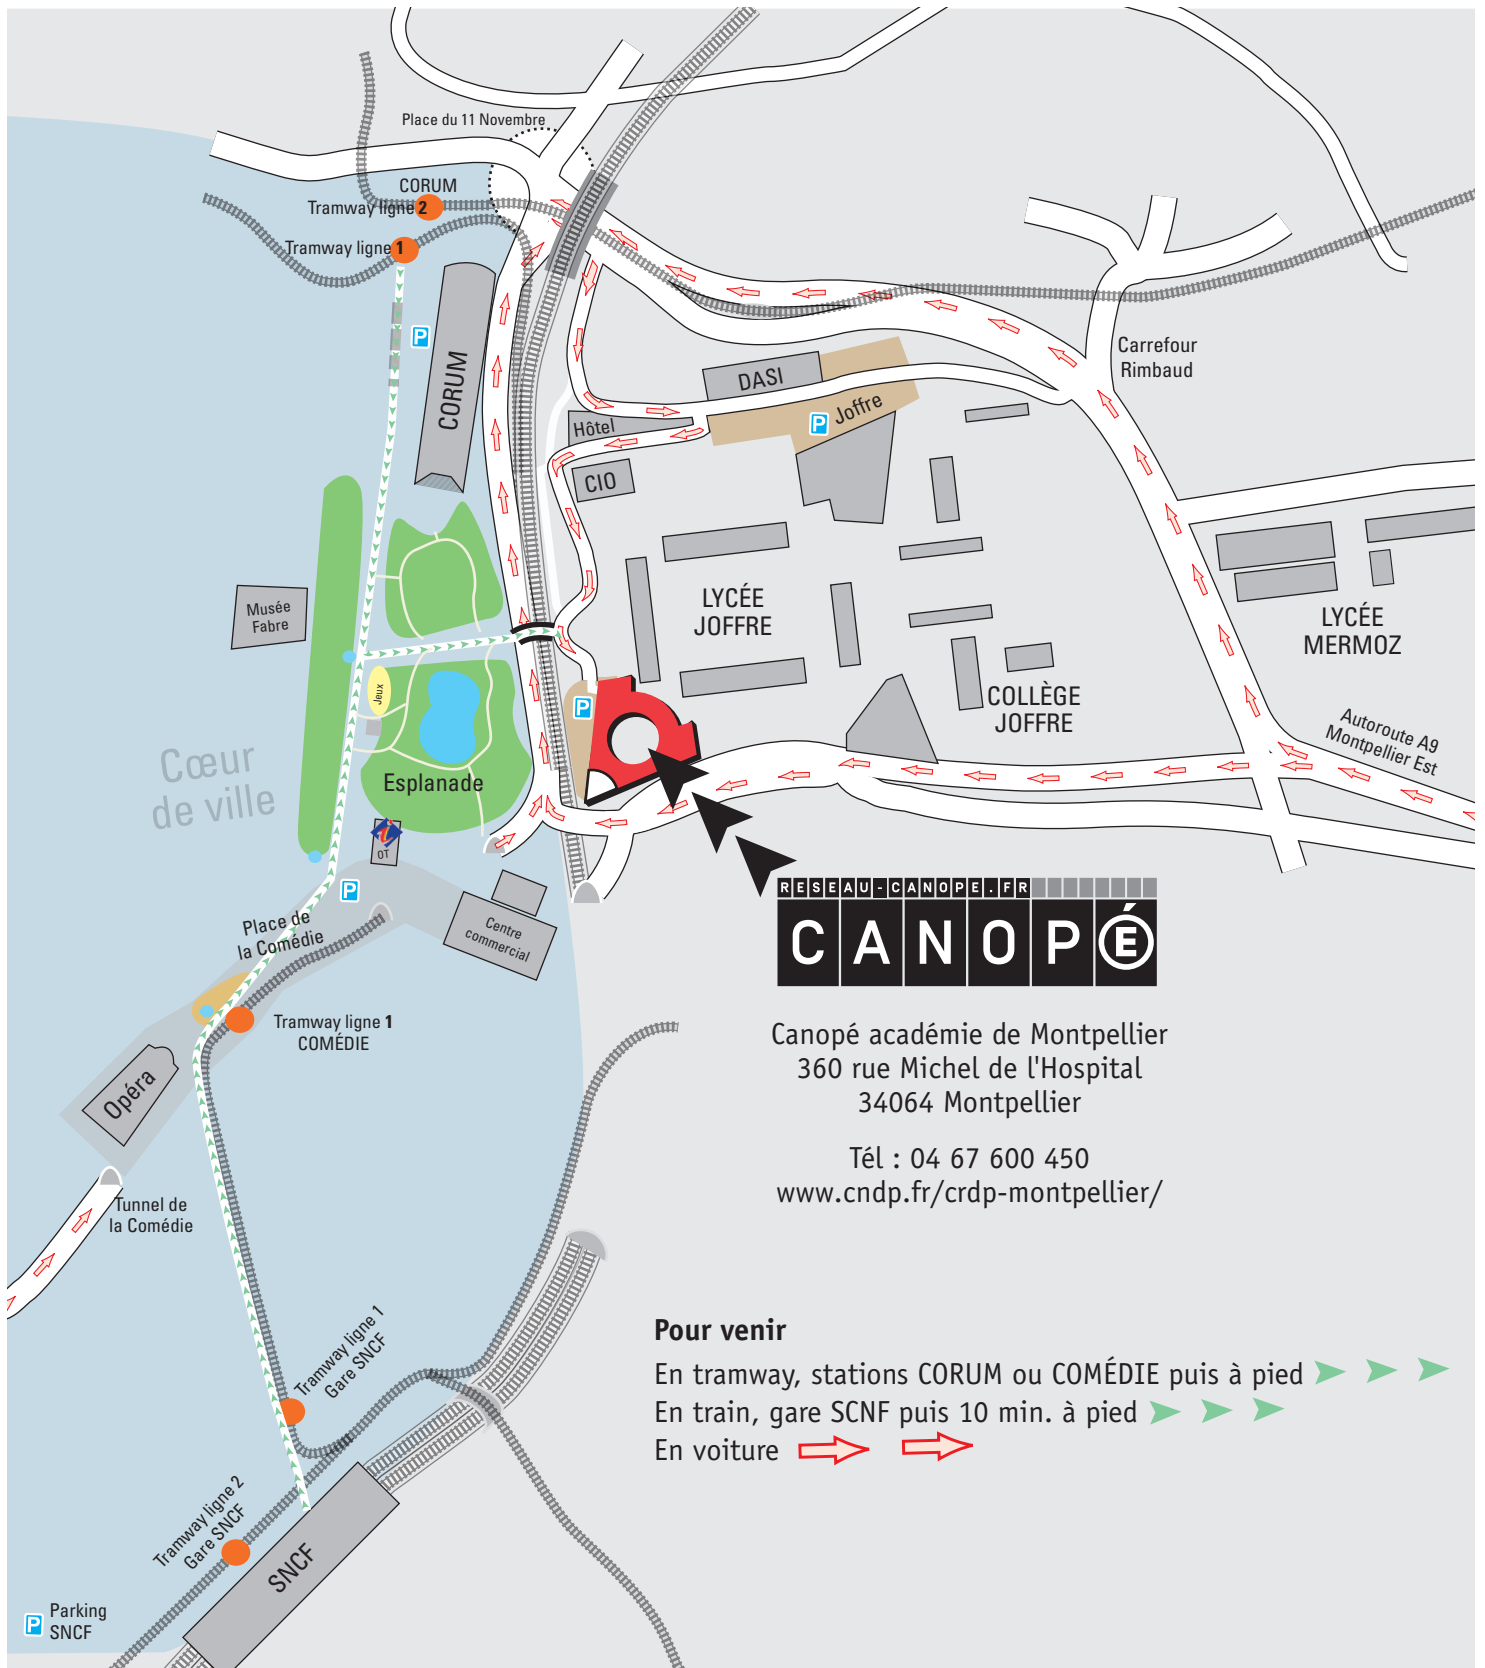 Place du 11 Novembre
CORUM
Tramway ligne 2
Tramway ligne 1
P
CORUM
Carrefour
Rimbaud
DASI
P Joffre
Hôtel
CIO
Musée
Fabre
LYCÉE
JOFFRE
LYCÉE
MERMOZ
COLLÈGE
JOFFRE
Jeux
P
Autoroute A9
Montpellier Est
Cœur
de ville
Esplanade
OT
P
Place de
la Comédie
Centre
commercial
RESEAU-CANOPE.FR
CANOPÉ
Tramway ligne 1
COMÉDIE
Opéra
Canopé académie de Montpellier
360 rue Michel de l'Hospital
34064 Montpellier
Tél : 04 67 600 450
www.cndp.fr/crdp-montpellier/
Tunnel de
la Comédie
Tramway ligne 1
Gare SNCF
Pour venir
En tramway, stations CORUM ou COMÉDIE puis à pied
En train, gare SCNF puis 10 min. à pied
En voiture
Tramway ligne 2
Gare SNCF
SNCF
P Parking
SNCF